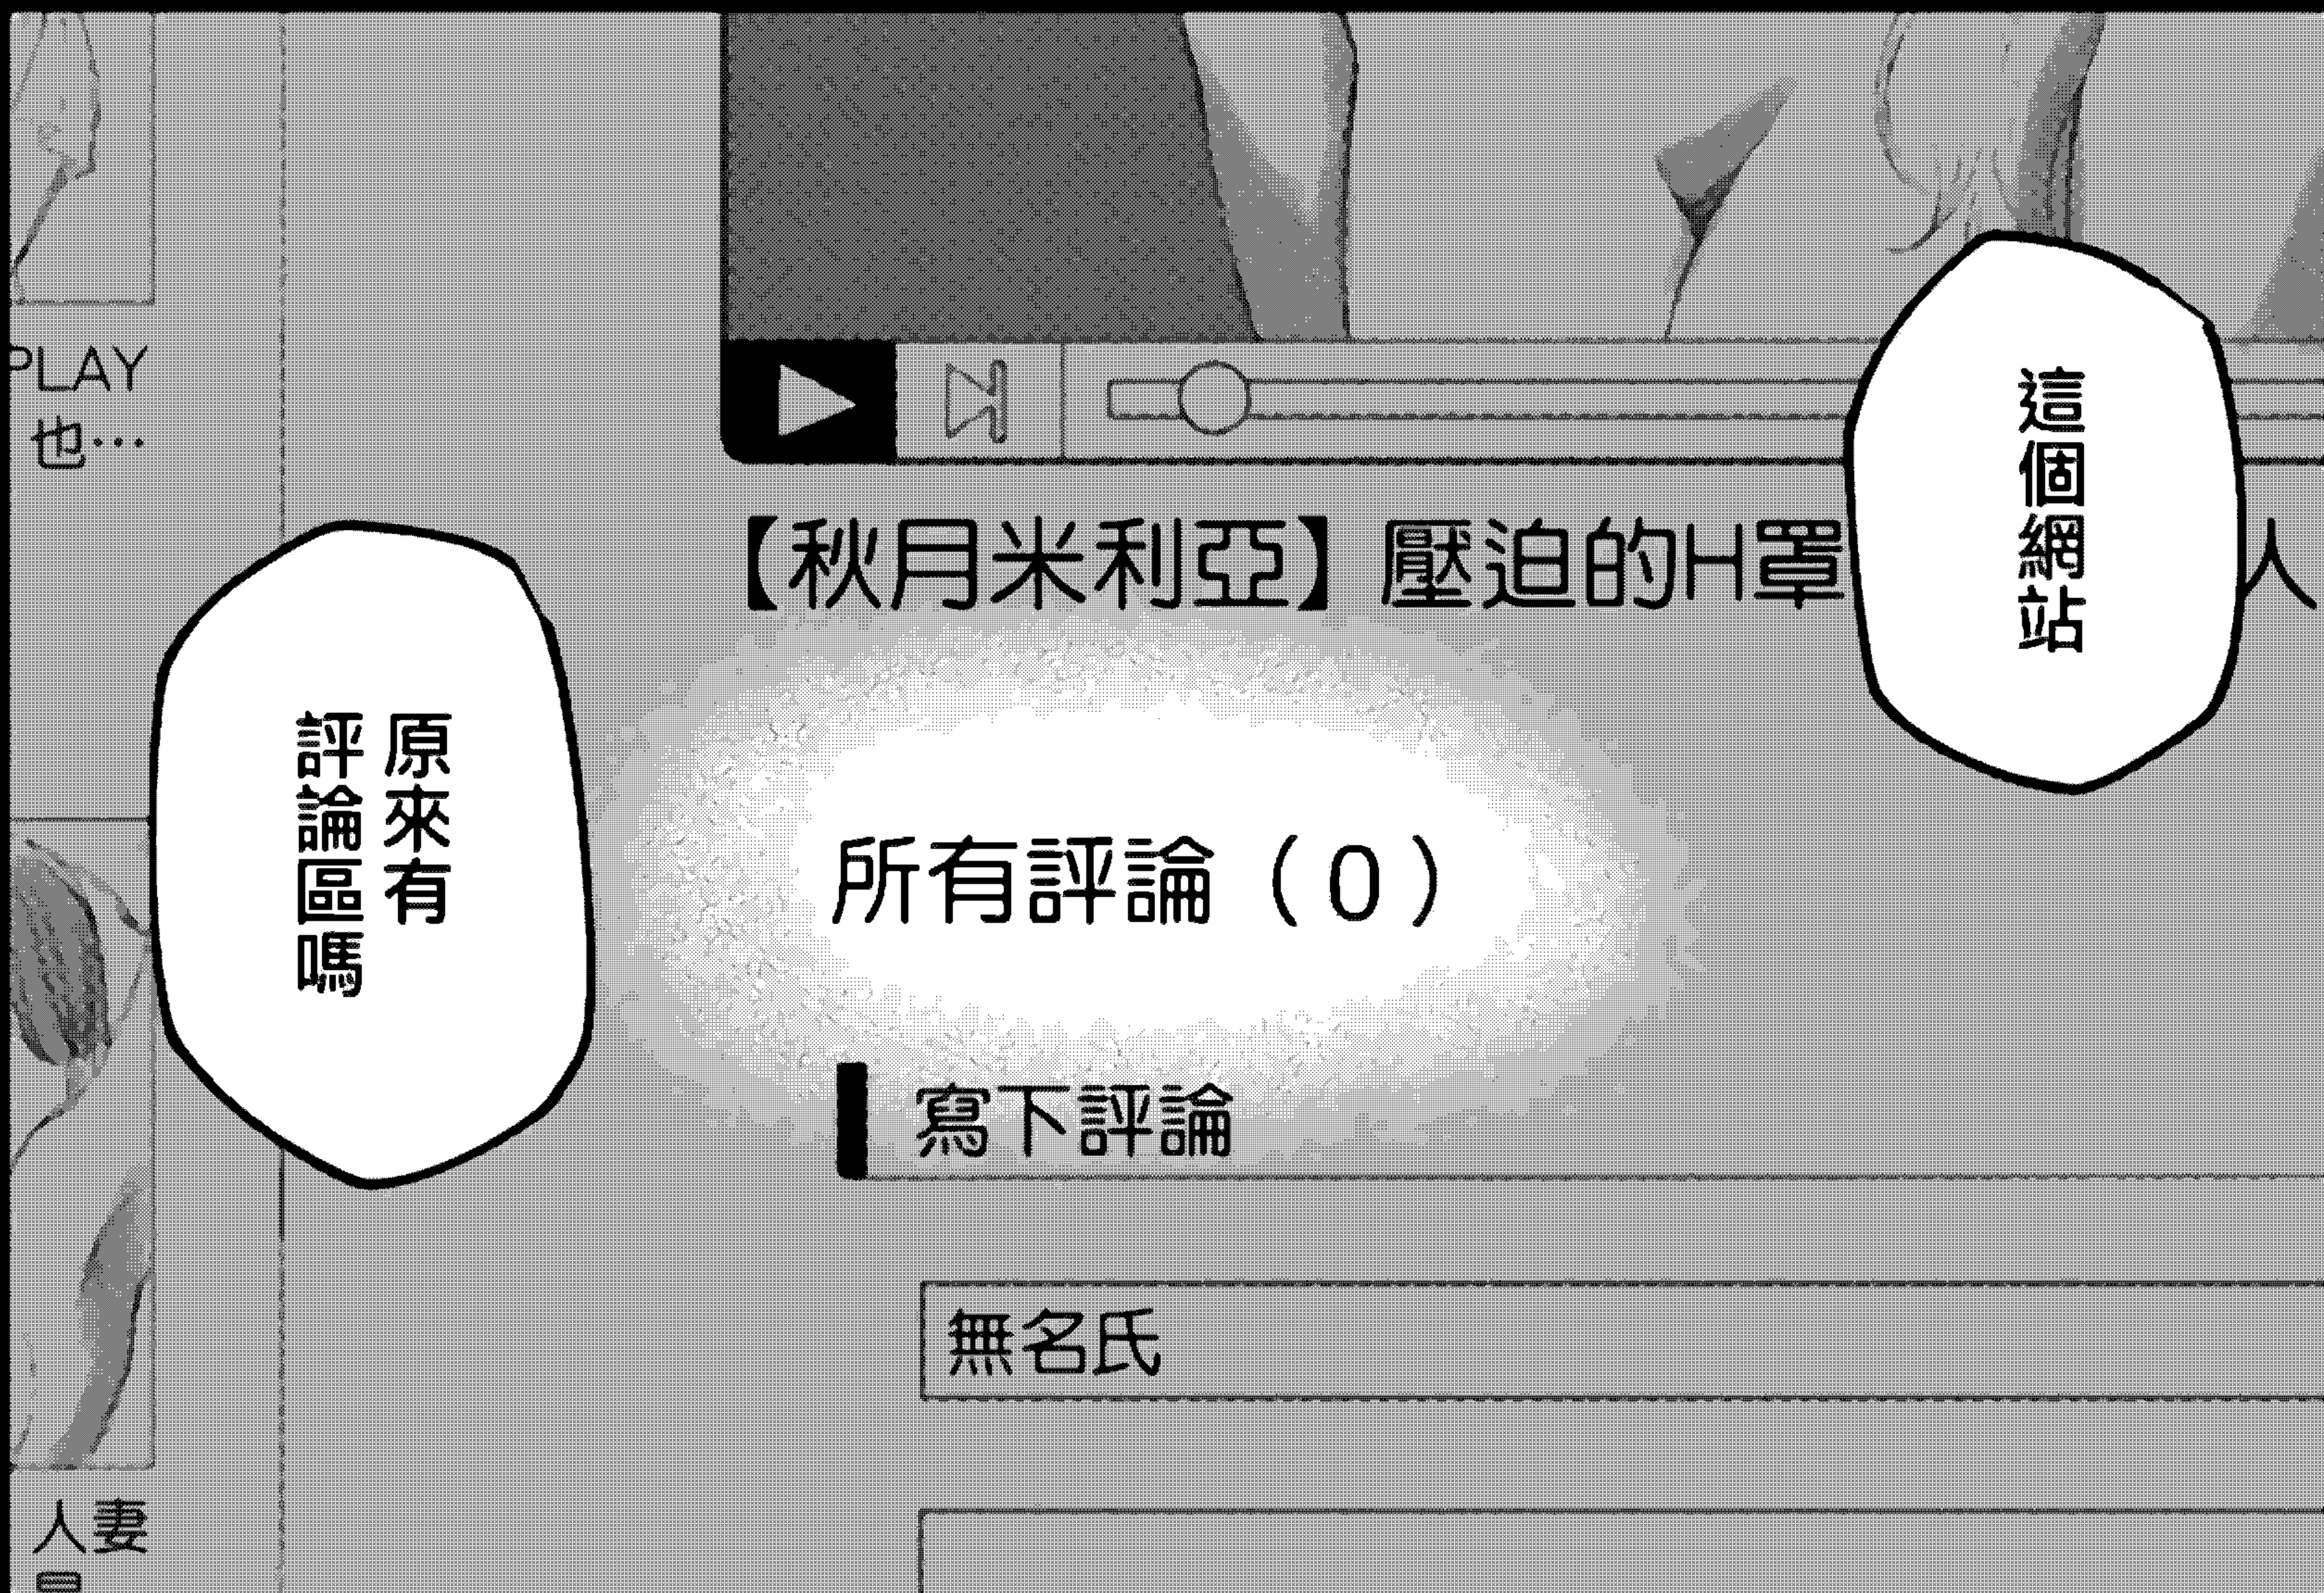 這個網站
原來有
評論區嗎
PLAY
也…
【秋月米利亞】壓迫的H罩
人
所有評論（0）
寫下評論
無名氏
人妻